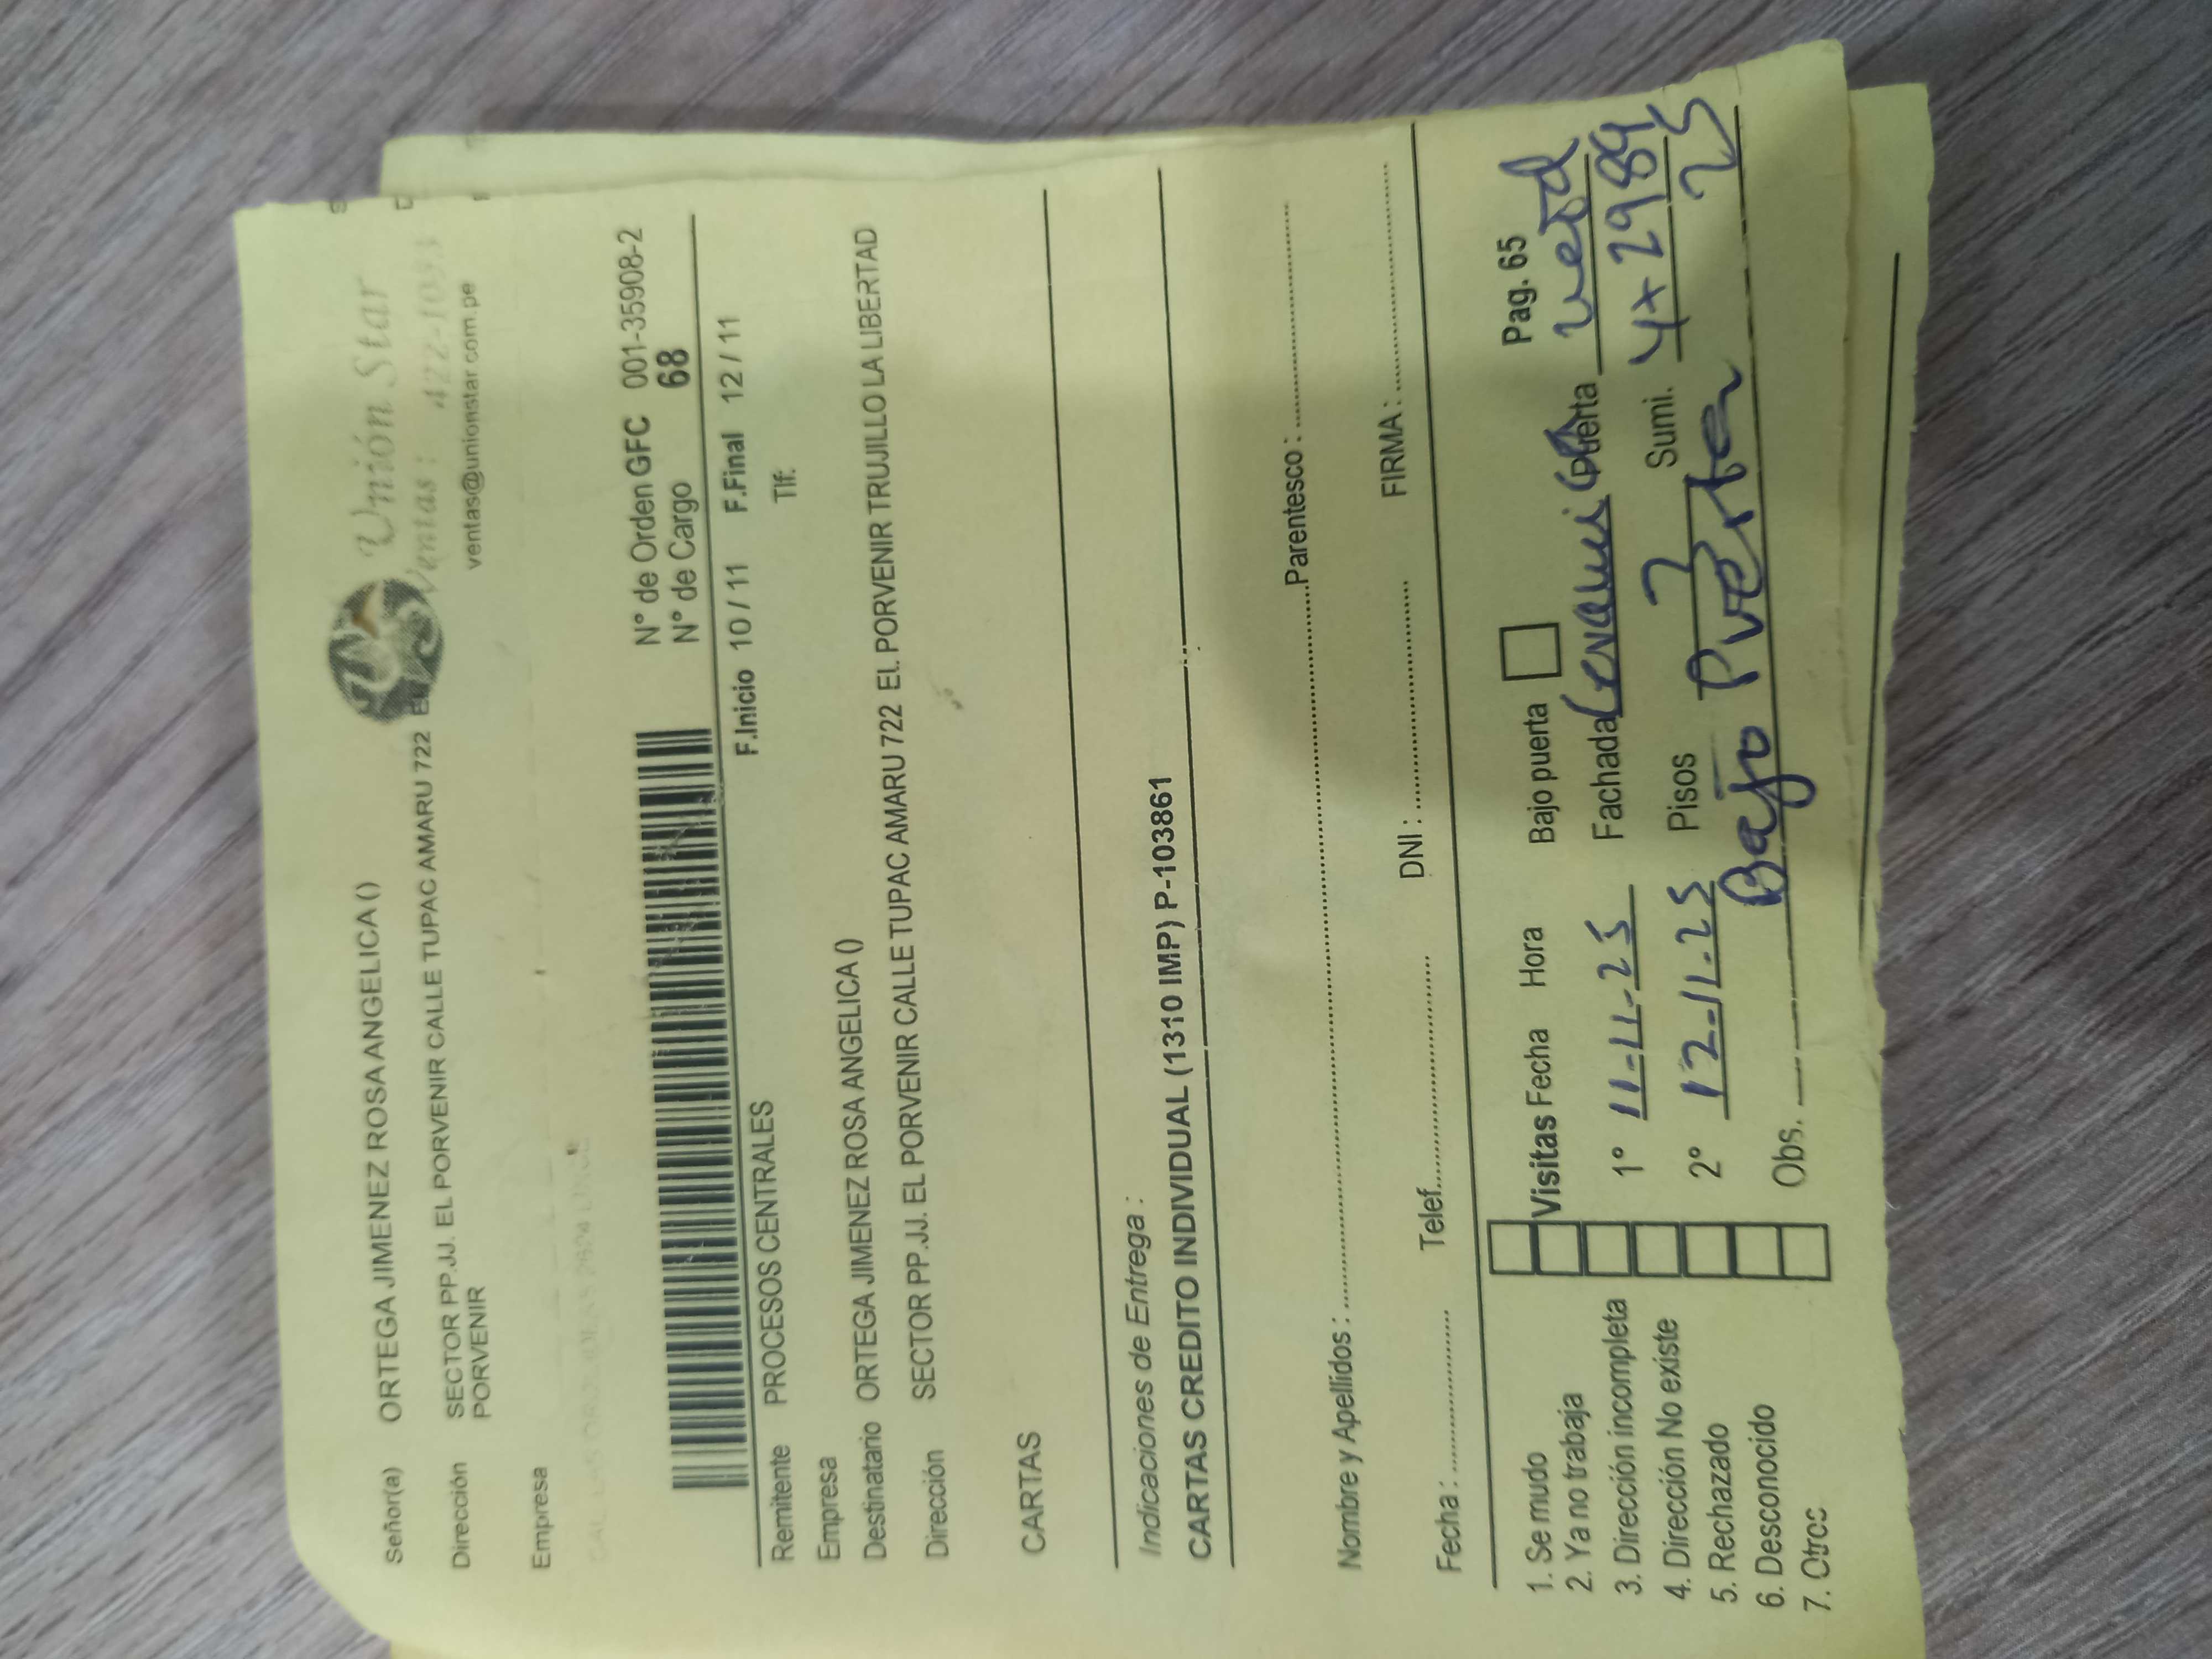 Unión Star
Ventas : 422-1093
ventas@unionstar.com.pe
Señor(a) ORTEGA JIMENEZ ROSA ANGELICA ()
Dirección SECTOR PP.JJ. EL PORVENIR CALLE TUPAC AMARU 722 EL
PORVENIR
Empresa
N° de Orden GFC 001-35908-2
N° de Cargo 68
F.Inicio 10 / 11 F.Final 12 / 11
Remitente PROCESOS CENTRALES Tlf.
Empresa
Destinatario ORTEGA JIMENEZ ROSA ANGELICA ()
Dirección SECTOR PP.JJ. EL PORVENIR CALLE TUPAC AMARU 722 EL PORVENIR TRUJILLO LA LIBERTAD
CARTAS
Indicaciones de Entrega :
CARTAS CREDITO INDIVIDUAL (1310 IMP) P-103861
Nombre y Apellidos : Parentesco :
Fecha : Telef. DNI : FIRMA :
Pag. 65
1. Se mudo Visitas Fecha Hora Bajo puerta
2. Ya no trabaja
3. Dirección incompleta 1° 11-11-25 Fachada Puerta
4. Dirección No existe
5. Rechazado 2° 12-11-25 Pisos 2 Sumi. 4x2984
6. Desconocido
7. Otros Obs. Bajo Puerta 25